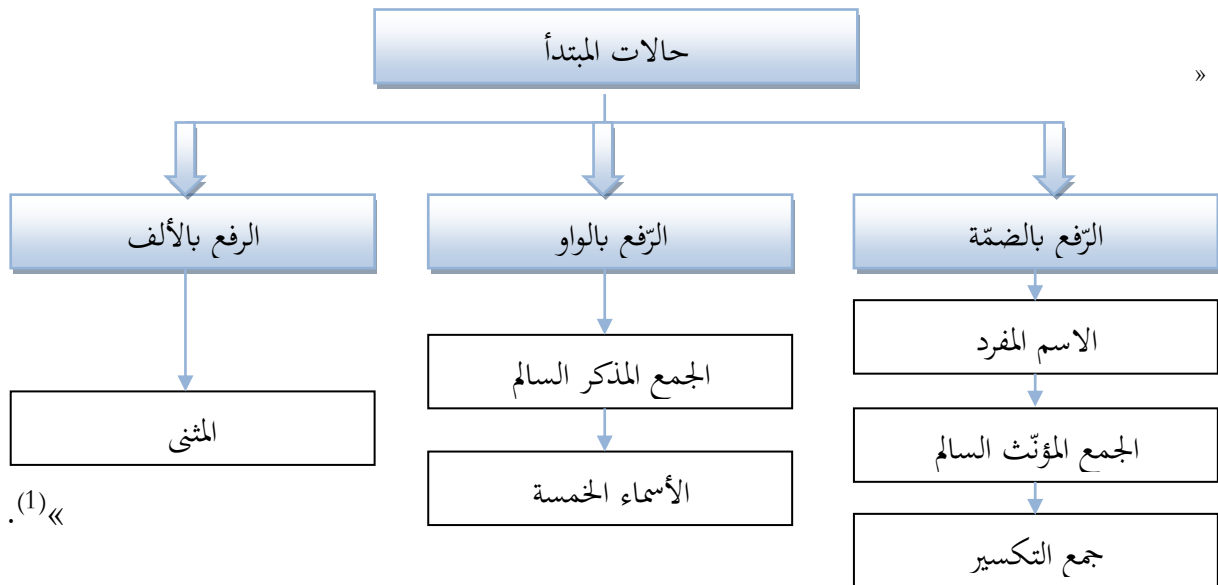 حالات المبتدأ
»
الرّفع بالضمّة
الرّفع بالواو
الرفع بالألف
الاسم المفرد
الجمع المؤنّث السالم
جمع التكسير
الجمع المذكر السالم
الأسماء الخمسة
المثنى
«(1).